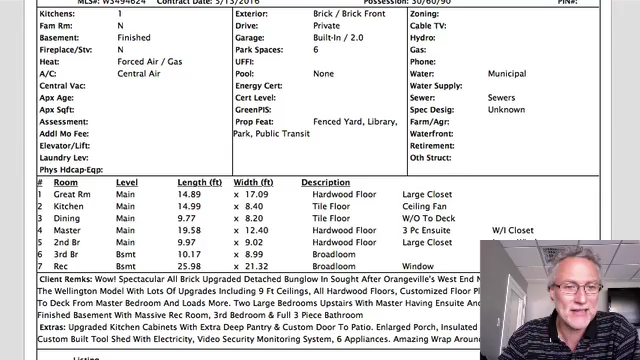 MLS#: W3494624 Contract Date: 5/13/2016 Possession: 30/60/90 PIN#:
Kitchens: 1 Exterior: Brick / Brick Front Zoning:
Fam Rm: N Drive: Private Cable TV:
Basement: Finished Garage: Built-In / 2.0 Hydro:
Fireplace/Stv: N Park Spaces: 6 Gas:
Heat: Forced Air / Gas UFFI: Phone:
A/C: Central Air Pool: None Water: Municipal
Central Vac: Energy Cert: Water Supply:
Apx Age: Cert Level: Sewer: Sewers
Apx Sqft: GreenPIS: Spec Desig: Unknown
Assessment: Prop Feat: Fenced Yard, Library, Farm/Agr:
Addl Mo Fee: Park, Public Transit Waterfront:
Elevator/Lift: Retirement:
Laundry Lev: Oth Struct:
Phys Hdcap-Eqp:
# Room Level Length (ft) Width (ft) Description
1 Great Rm Main 14.89 x 17.09 Hardwood Floor Large Closet
2 Kitchen Main 14.99 x 8.40 Tile Floor Ceiling Fan
3 Dining Main 9.77 x 8.20 Tile Floor W/O To Deck
4 Master Main 19.58 x 12.40 Hardwood Floor 3 Pc Ensuite W/I Closet
5 2nd Br Main 9.97 x 9.02 Hardwood Floor Large Closet
6 3rd Br Bsmt 10.17 x 8.99 Broadloom
7 Rec Bsmt 25.98 x 21.32 Broadloom Window
Client Remks: Wow! Spectacular All Brick Upgraded Detached Bunglow In Sought After Orangeville's West End
The Wellington Model With Lots Of Upgrades Including 9 Ft Ceilings, All Hardwood Floors, Customized Floor
To Deck From Master Bedroom And Loads More. Two Large Bedrooms Upstairs With Master Having Ensuite
Finished Basement With Massive Rec Room, 3rd Bedroom & Full 3 Piece Bathroom
Extras: Upgraded Kitchen Cabinets With Extra Deep Pantry & Custom Door To Patio. Enlarged Porch, Insulated
Custom Built Tool Shed With Electricity, Video Security Monitoring System, 6 Appliances. Amazing Wrap
Listing